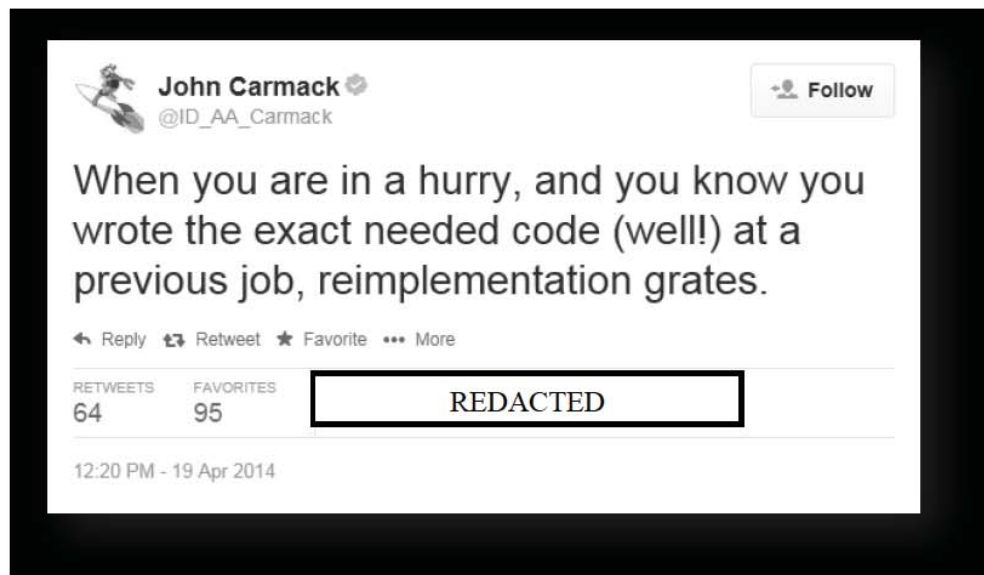 John Carmack
@ID_AA_Carmack
Follow
When you are in a hurry, and you know you
wrote the exact needed code (well!) at a
previous job, reimplementation grates.
Reply Retweet Favorite More
RETWEETS FAVORITES
64 95
REDACTED
12:20 PM - 19 Apr 2014